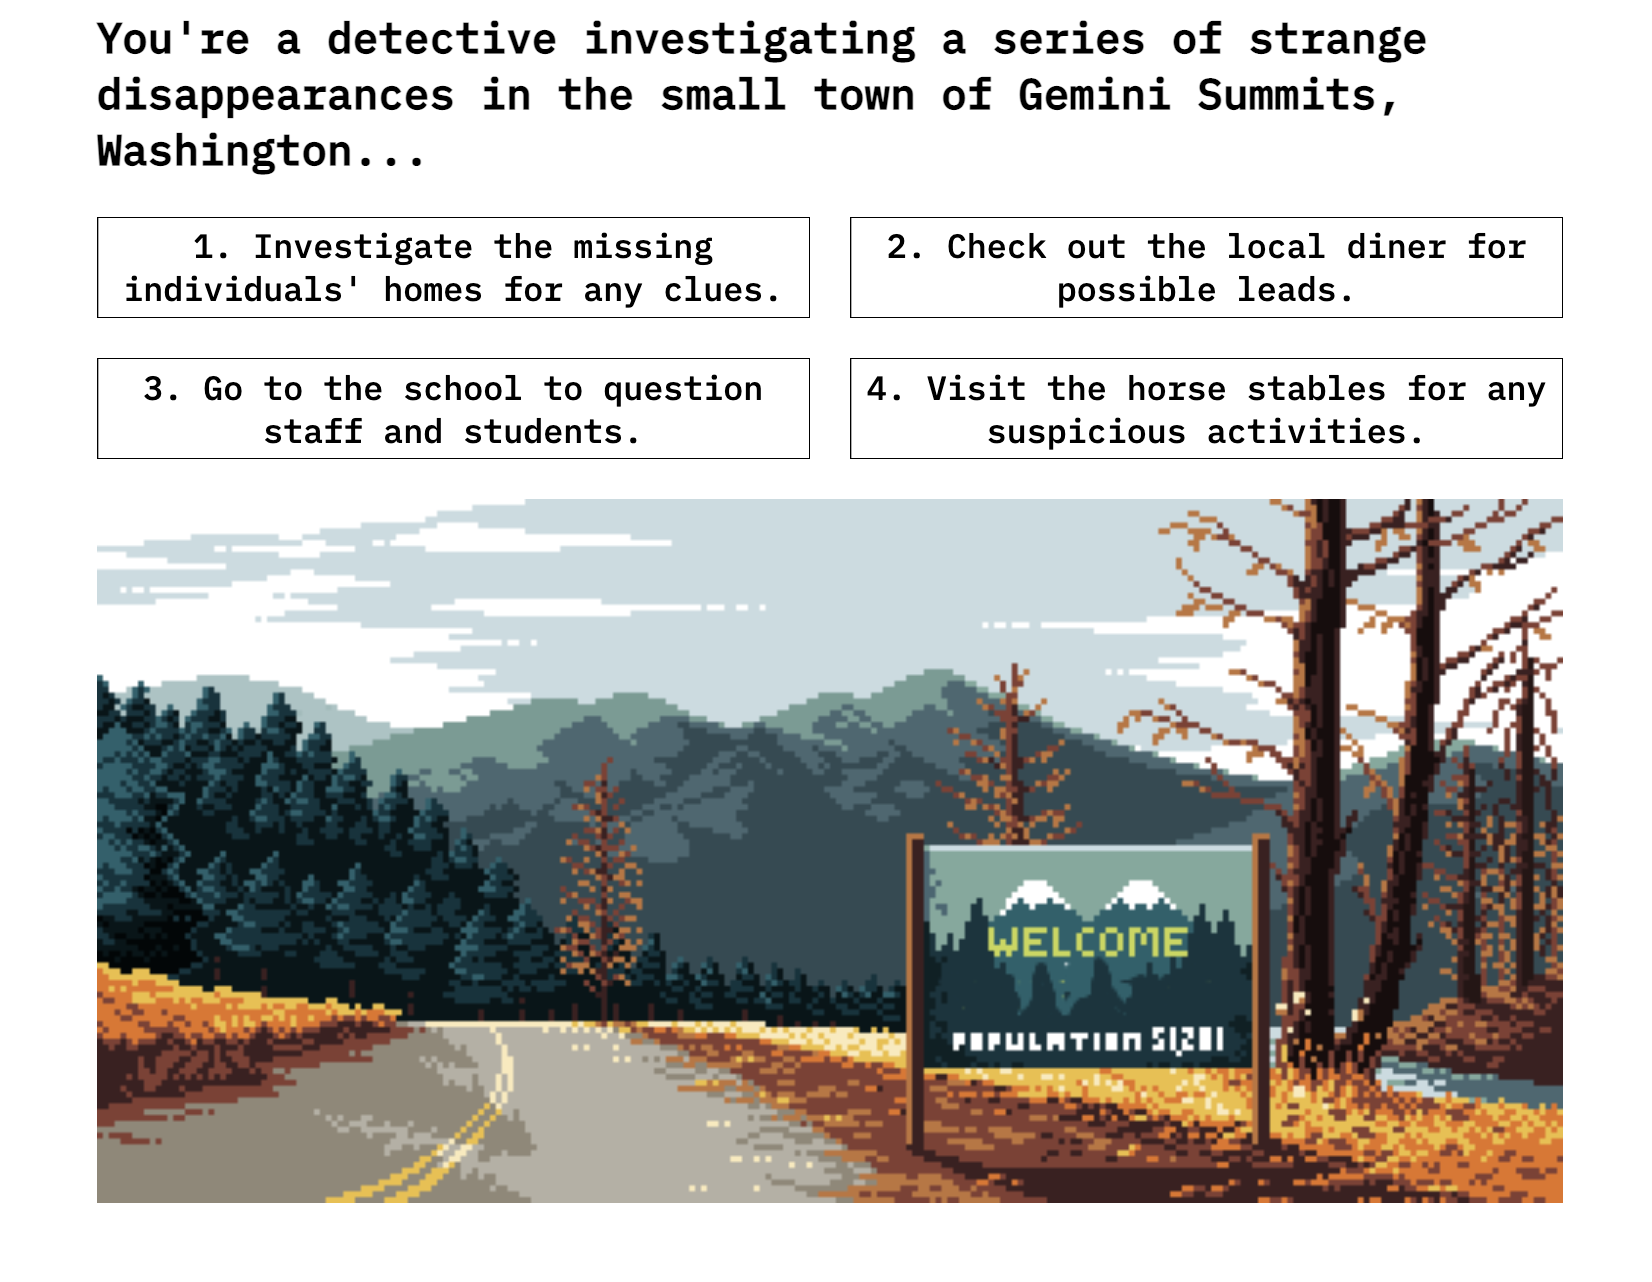 You're a detective investigating a series of strange
disappearances in the small town of Gemini Summits,
Washington...
1. Investigate the missing
individuals' homes for any clues.
2. Check out the local diner for
possible leads.
3. Go to the school to question
staff and students.
4. Visit the horse stables for any
suspicious activities.
WELCOME
POPULATION